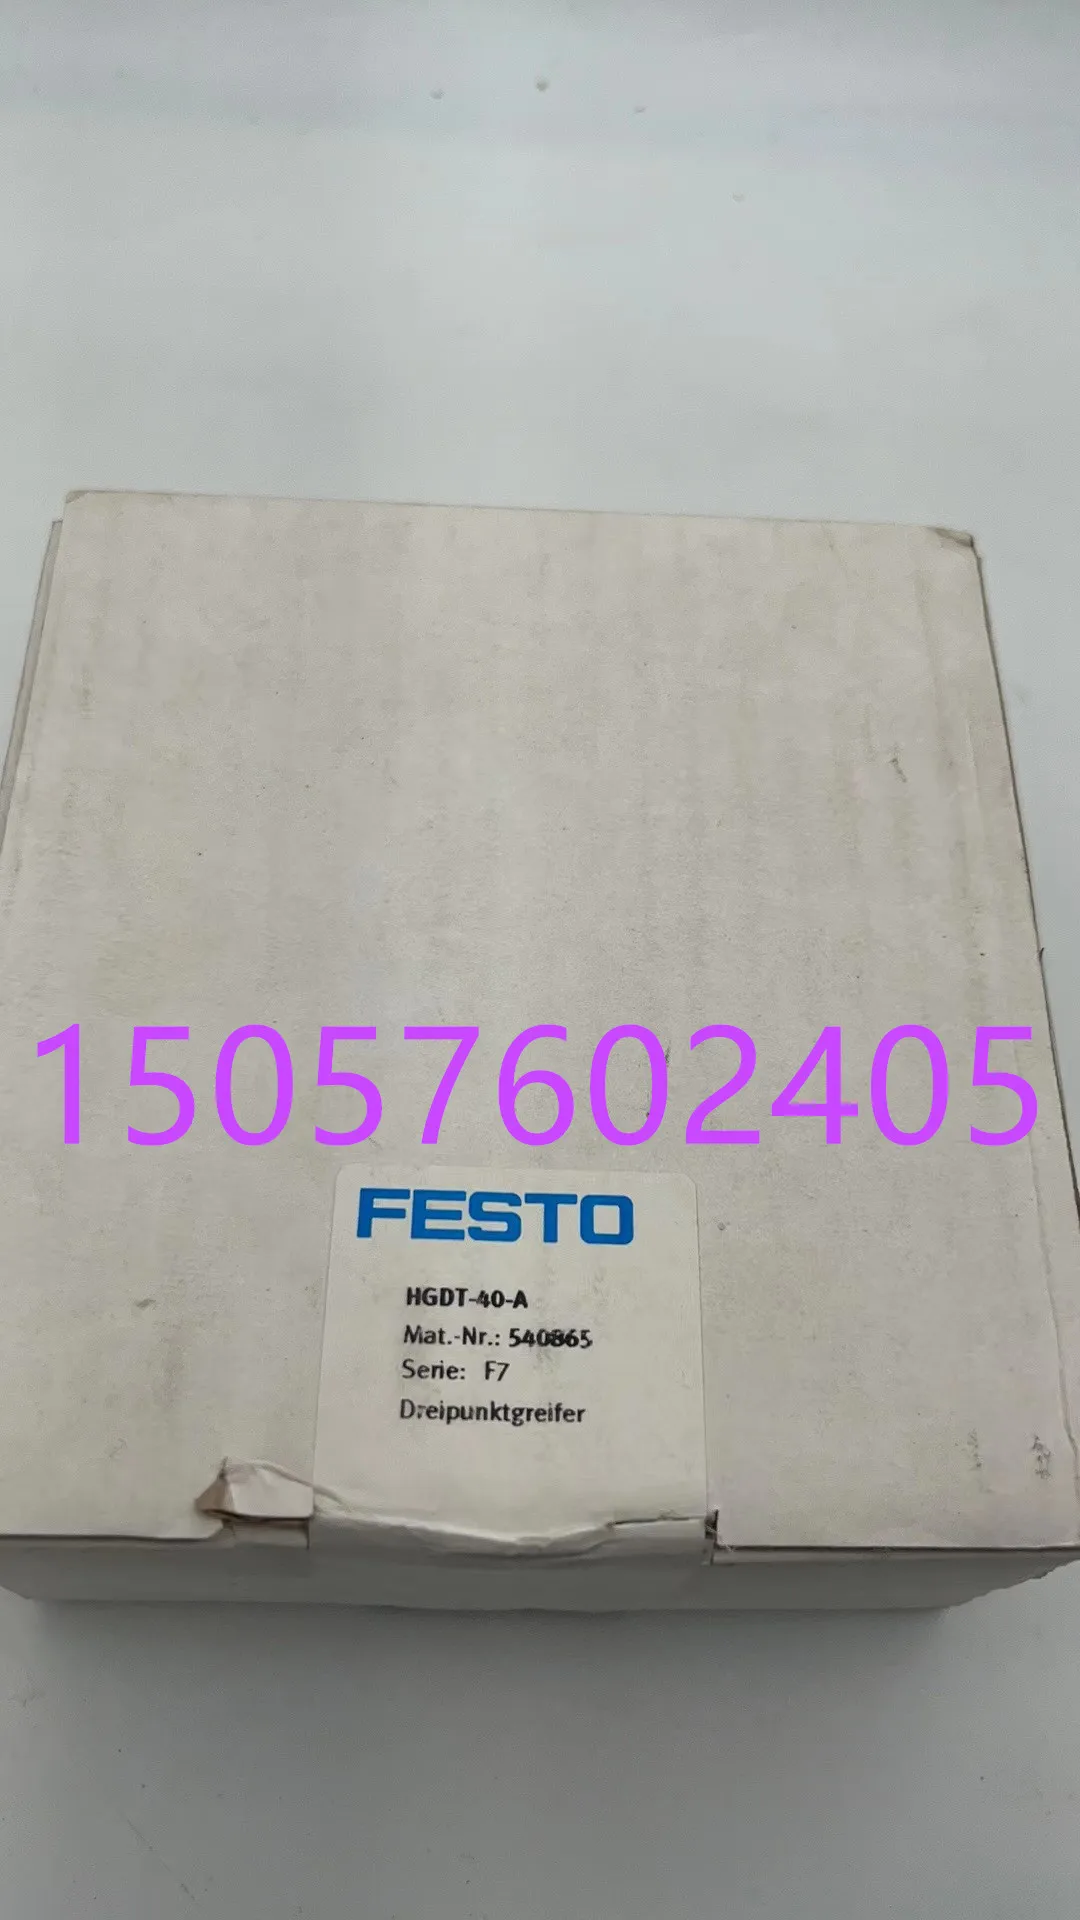 15057602405
FESTO
HGDT-40-A
Mat.-Nr.: 540865
Serie: F7
Dreipunktgreifer